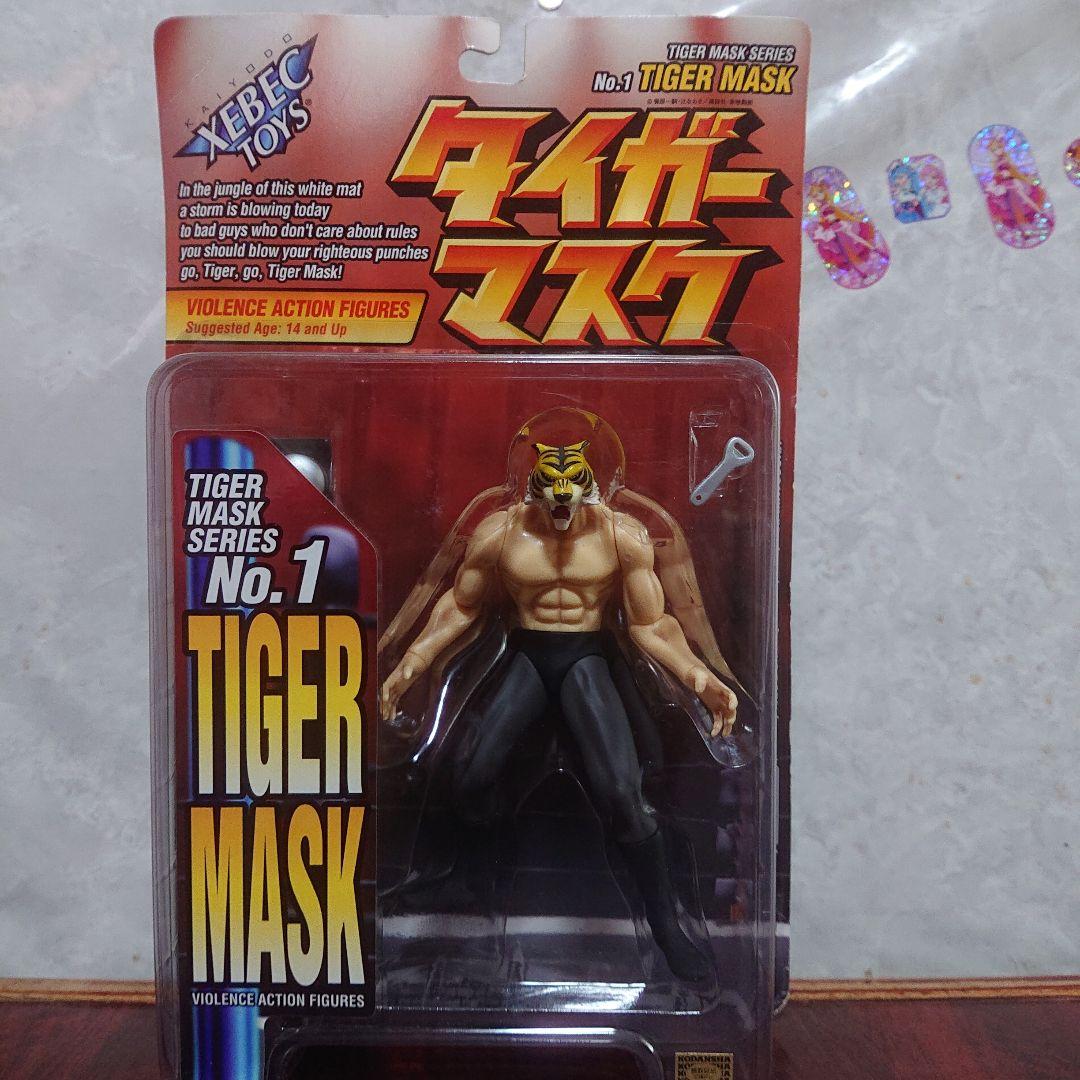 KAIYODO
XEBEC
TOYS®
TIGER MASK SERIES
No.1 TIGER MASK
タイガー
マスク
In the jungle of this white mat
a storm is blowing today
to bad guys who don't care about rules
you should blow your righteous punches
go, Tiger, go, Tiger Mask!
VIOLENCE ACTION FIGURES
Suggested Age: 14 and Up
TIGER
MASK
SERIES
No.1
TIGER
MASK
VIOLENCE ACTION FIGURES
KODANSHA